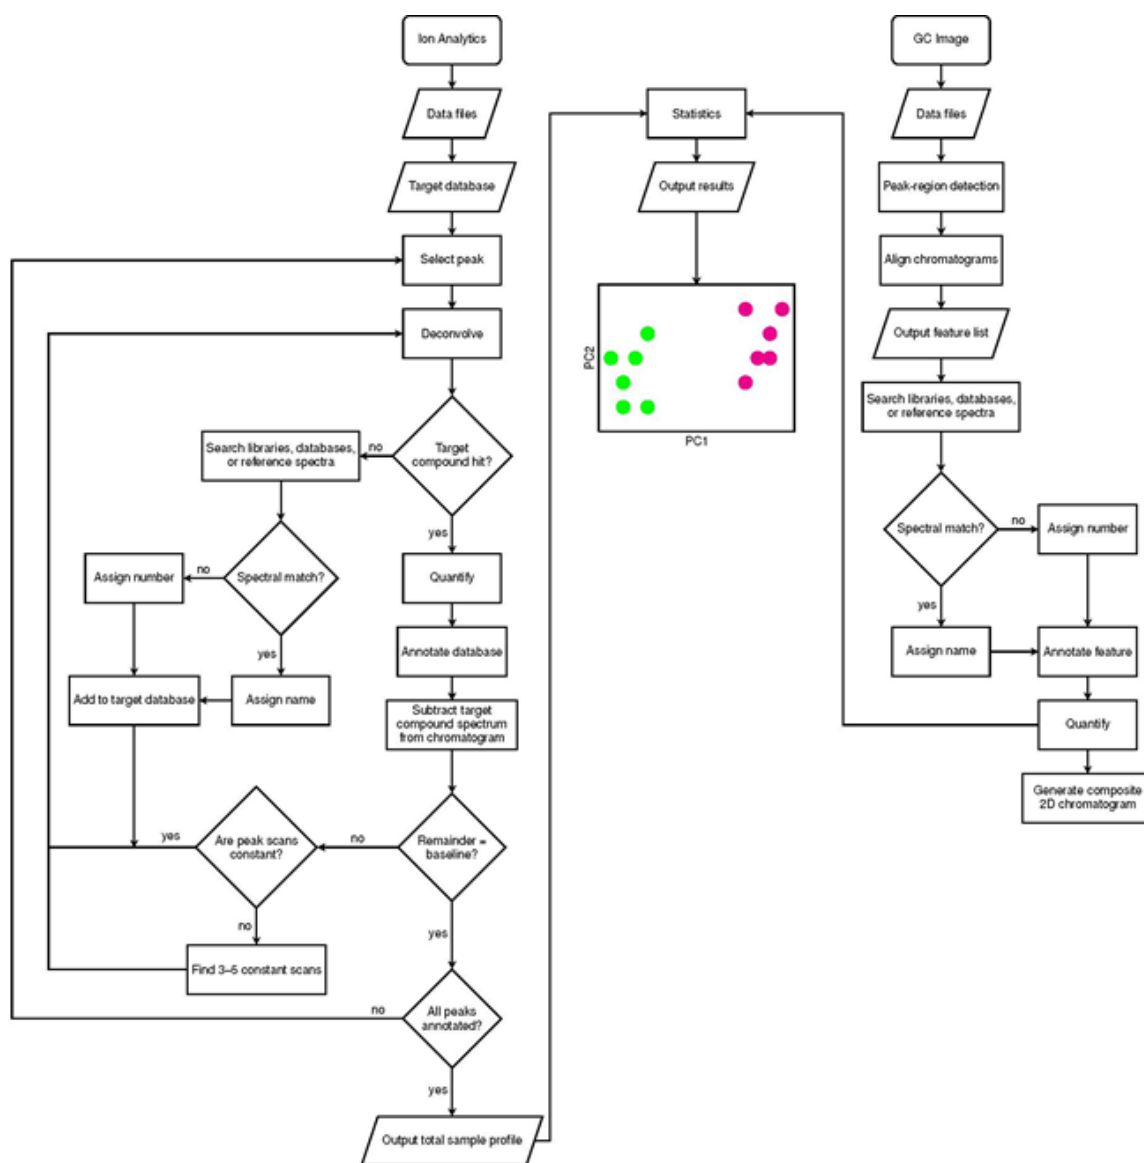 Ion Analytics
Data files
Target database
Select peak
Deconvolve
Target
compound hit?
no
Search libraries, databases,
or reference spectra
yes
Spectral match?
no
Assign number
yes
Assign name
Add to target database
Quantify
Annotate database
Subtract target
compound spectrum
from chromatogram
Remainder =
baseline?
no
Are peak scans
constant?
yes
no
Find 3–5 constant scans
yes
All peaks
annotated?
no
yes
Output total sample profile
Statistics
Output results
PC2
PC1
GC Image
Data files
Peak-region detection
Align chromatograms
Output feature list
Search libraries, databases,
or reference spectra
Spectral match?
no
Assign number
yes
Assign name
Annotate feature
Quantify
Generate composite
2D chromatogram